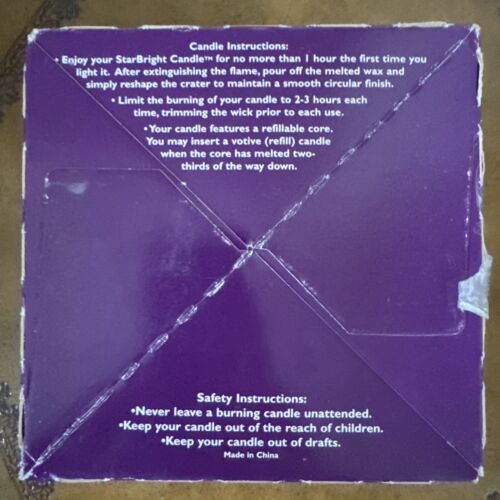 Candle Instructions:
• Enjoy your StarBright Candle™ for no more than 1 hour the first time you
light it. After extinguishing the flame, pour off the melted wax and
simply reshape the crater to maintain a smooth circular finish.
• Limit the burning of your candle to 2-3 hours each
time, trimming the wick prior to each use.
• Your candle features a refillable core.
You may insert a votive (refill) candle
when the core has melted two-
thirds of the way down.
Safety Instructions:
•Never leave a burning candle unattended.
•Keep your candle out of the reach of children.
•Keep your candle out of drafts.
Made in China